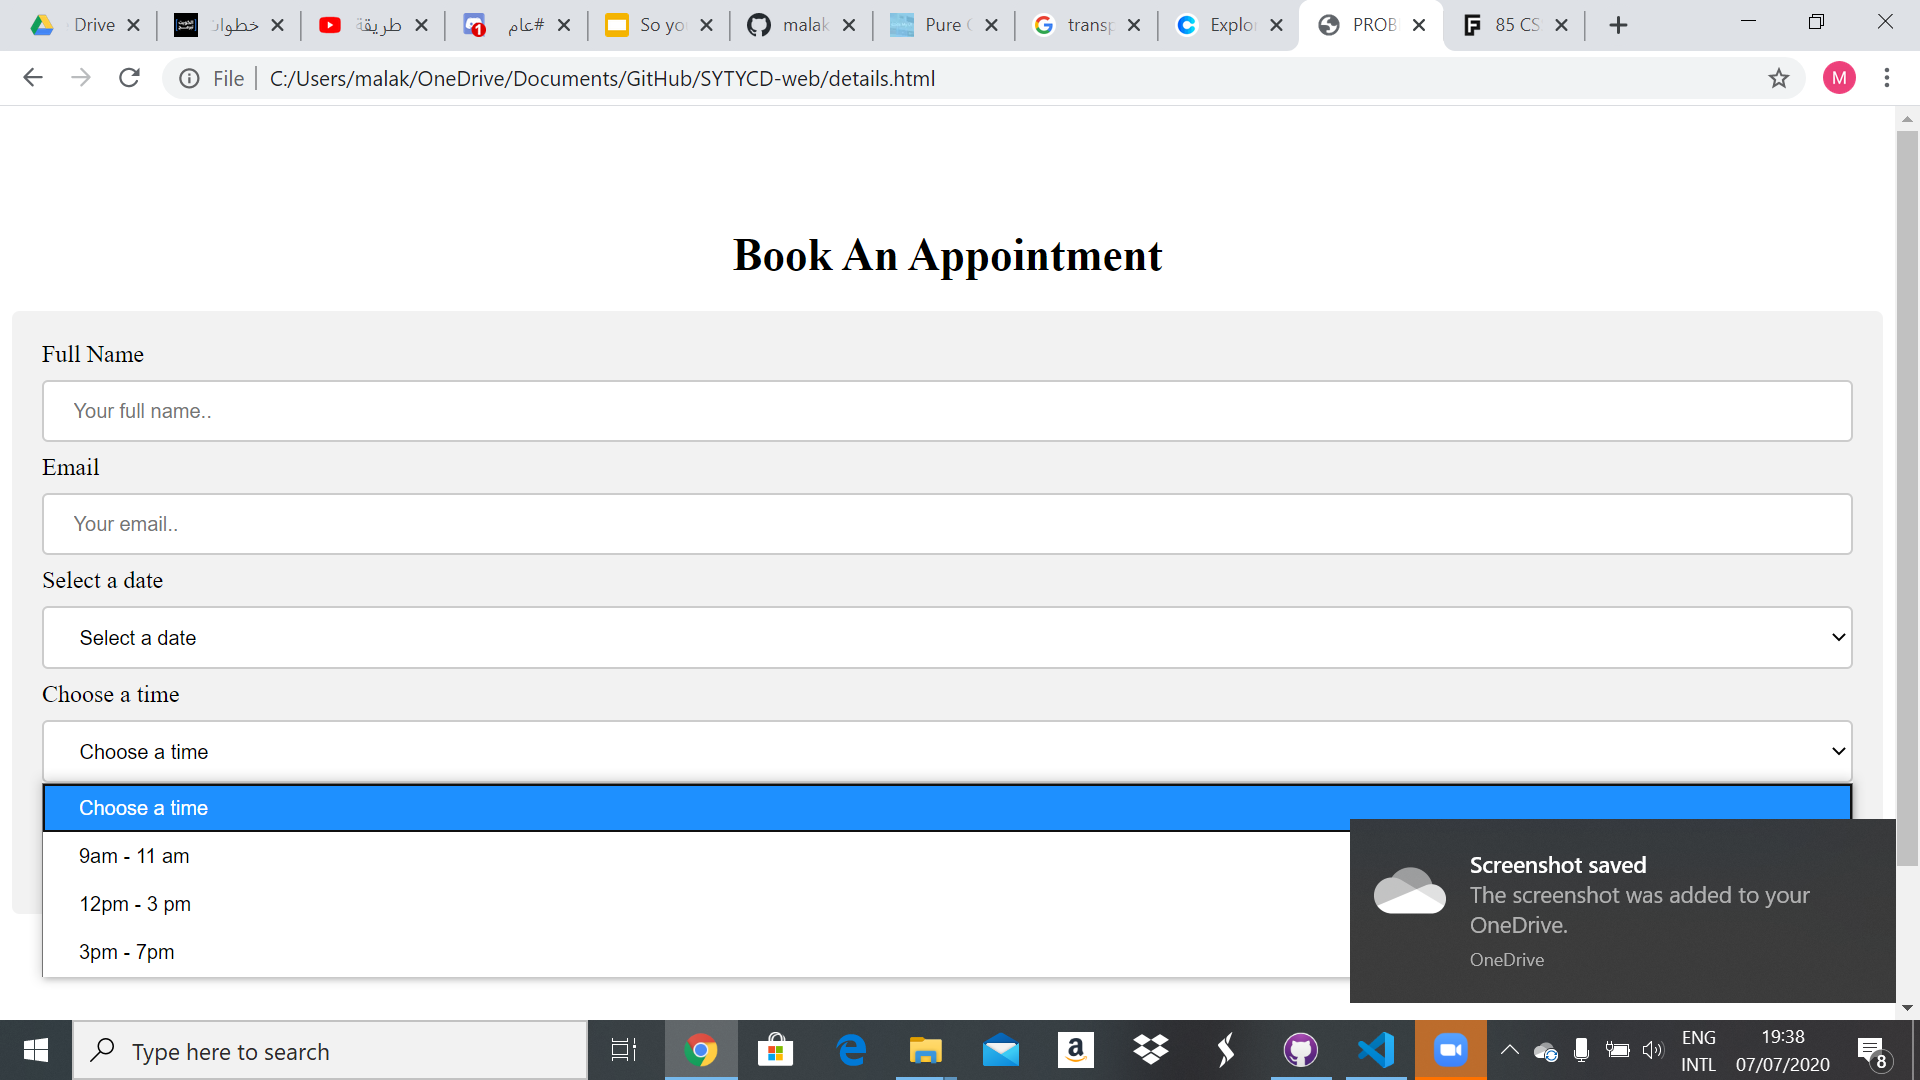 Drive
خطوات
طريقة
#عام
So yo
malak
Pure
transp
Explor
PROB
85 CS
File
C:/Users/malak/OneDrive/Documents/GitHub/SYTYCD-web/details.html
M
Book An Appointment
Full Name
Your full name..
Email
Your email..
Select a date
Select a date
Choose a time
Choose a time
Choose a time
9am - 11 am
12pm - 3 pm
3pm - 7pm
Screenshot saved
The screenshot was added to your
OneDrive.
OneDrive
Type here to search
ENG
INTL
19:38
07/07/2020
8